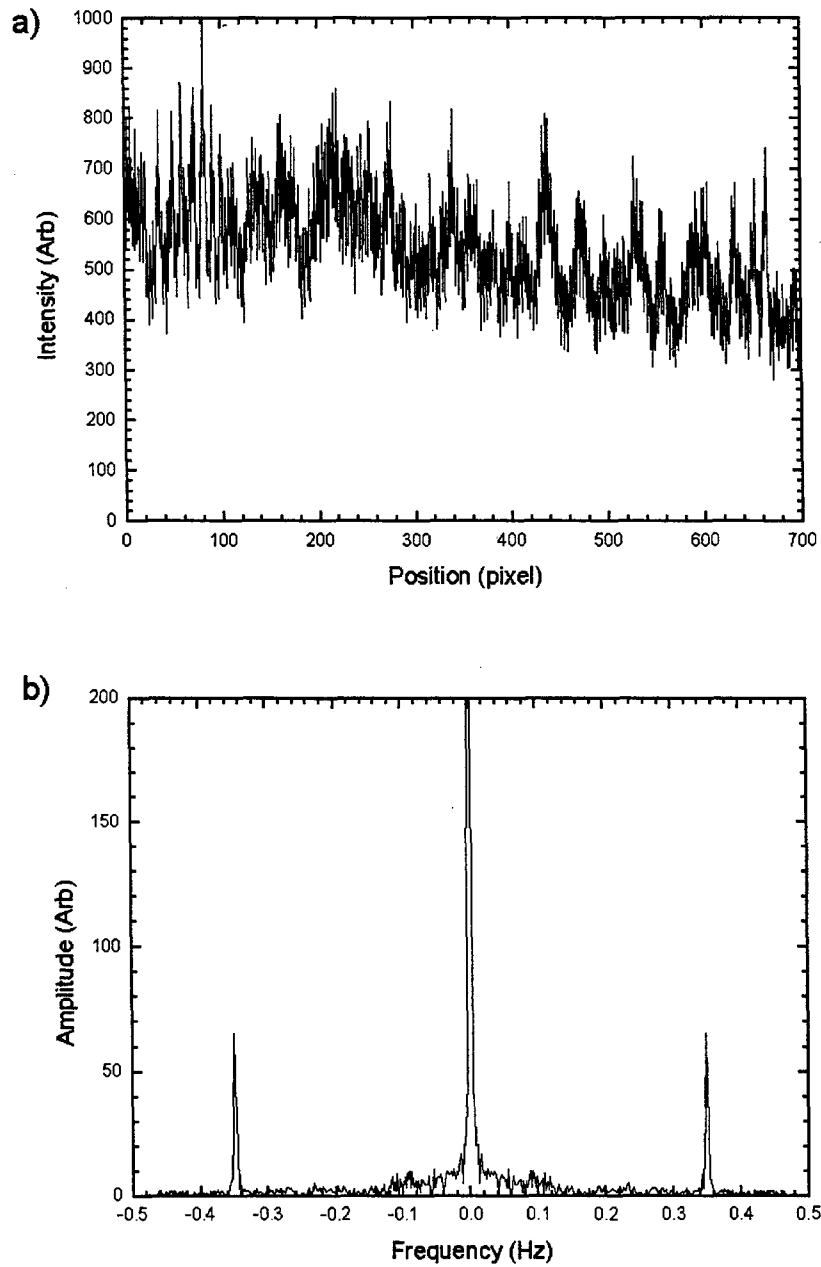 a)
1000
900
800
700
600
500
400
300
200
100
0
Intensity (Arb)
0 100 200 300 400 500 600 700
Position (pixel)
b)
200
150
100
50
0
Amplitude (Arb)
-0.5 -0.4 -0.3 -0.2 -0.1 0.0 0.1 0.2 0.3 0.4 0.5
Frequency (Hz)